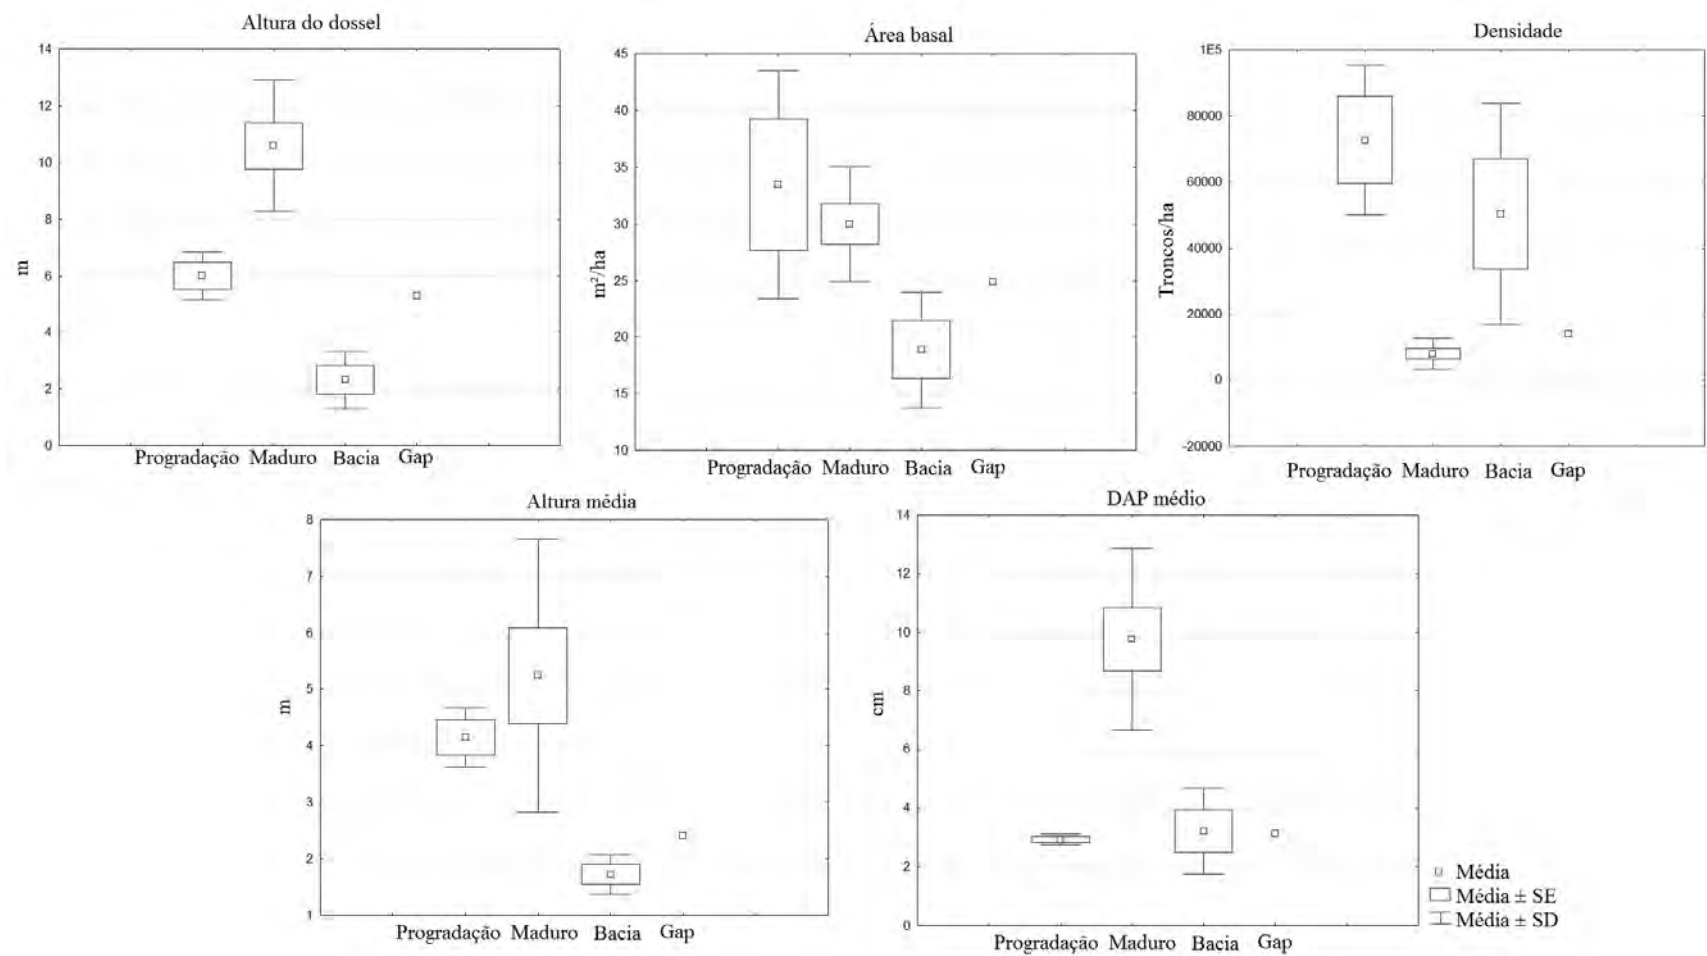 Altura do dossel
14
12
10
8
6
4
2
0
m
Progradação Maduro Bacia Gap
Área basal
45
40
35
30
25
20
15
10
m²/ha
Progradação Maduro Bacia Gap
Densidade
1E5
80000
60000
40000
20000
0
-20000
Troncos/ha
Progradação Maduro Bacia Gap
Altura média
8
7
6
5
4
3
2
1
m
Progradação Maduro Bacia Gap
DAP médio
14
12
10
8
6
4
2
0
cm
Progradação Maduro Bacia Gap
Média
Média ± SE
Média ± SD